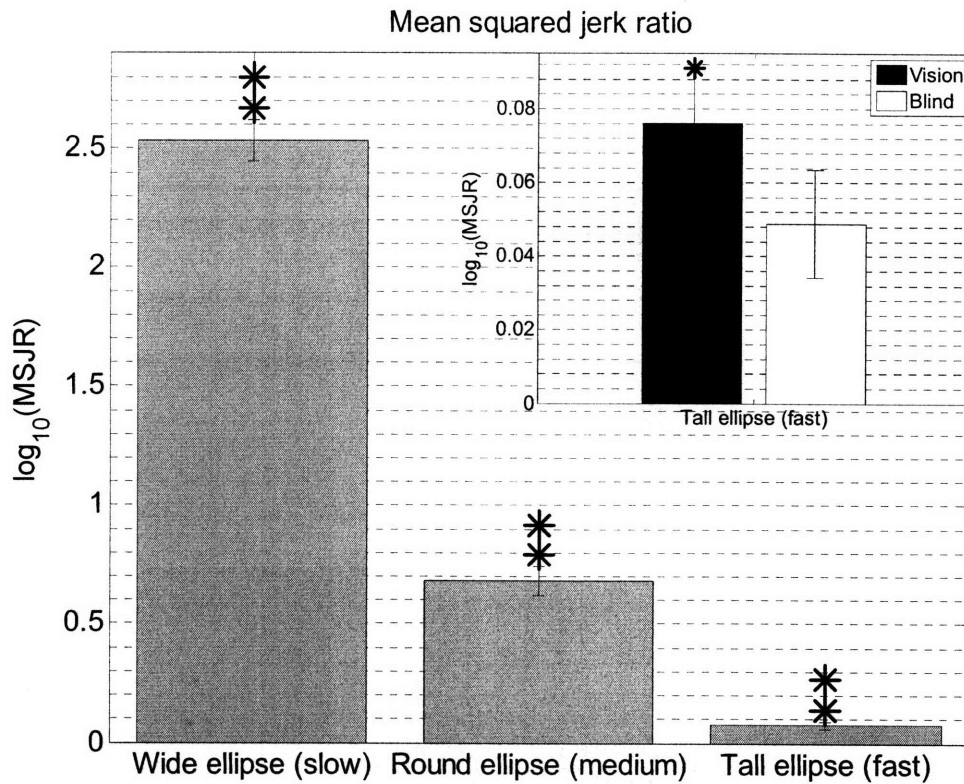 Mean squared jerk ratio
log10(MSJR)
2.5
2
1.5
1
0.5
0
Wide ellipse (slow)
Round ellipse (medium)
Tall ellipse (fast)
Vision
Blind
log10(MSJR)
0.08
0.06
0.04
0.02
0
Tall ellipse (fast)